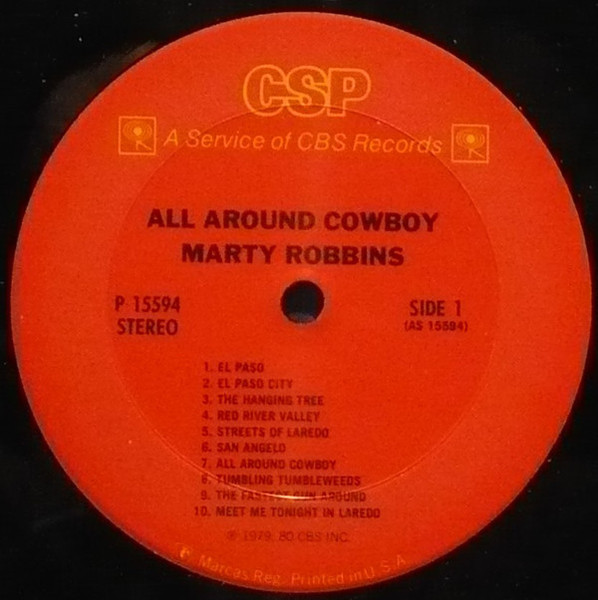 CSP
A Service of CBS Records
ALL AROUND COWBOY
MARTY ROBBINS
P 15594
STEREO
SIDE 1
(AS 15594)
1. EL PASO
2. EL PASO CITY
3. THE HANGING TREE
4. RED RIVER VALLEY
5. STREETS OF LAREDO
6. SAN ANGELO
7. ALL AROUND COWBOY
8. TUMBLING TUMBLEWEEDS
9. THE FASTEST GUN AROUND
10. MEET ME TONIGHT IN LAREDO
℗ 1979, 80 CBS INC.
Marcas Reg. Printed in U.S.A.